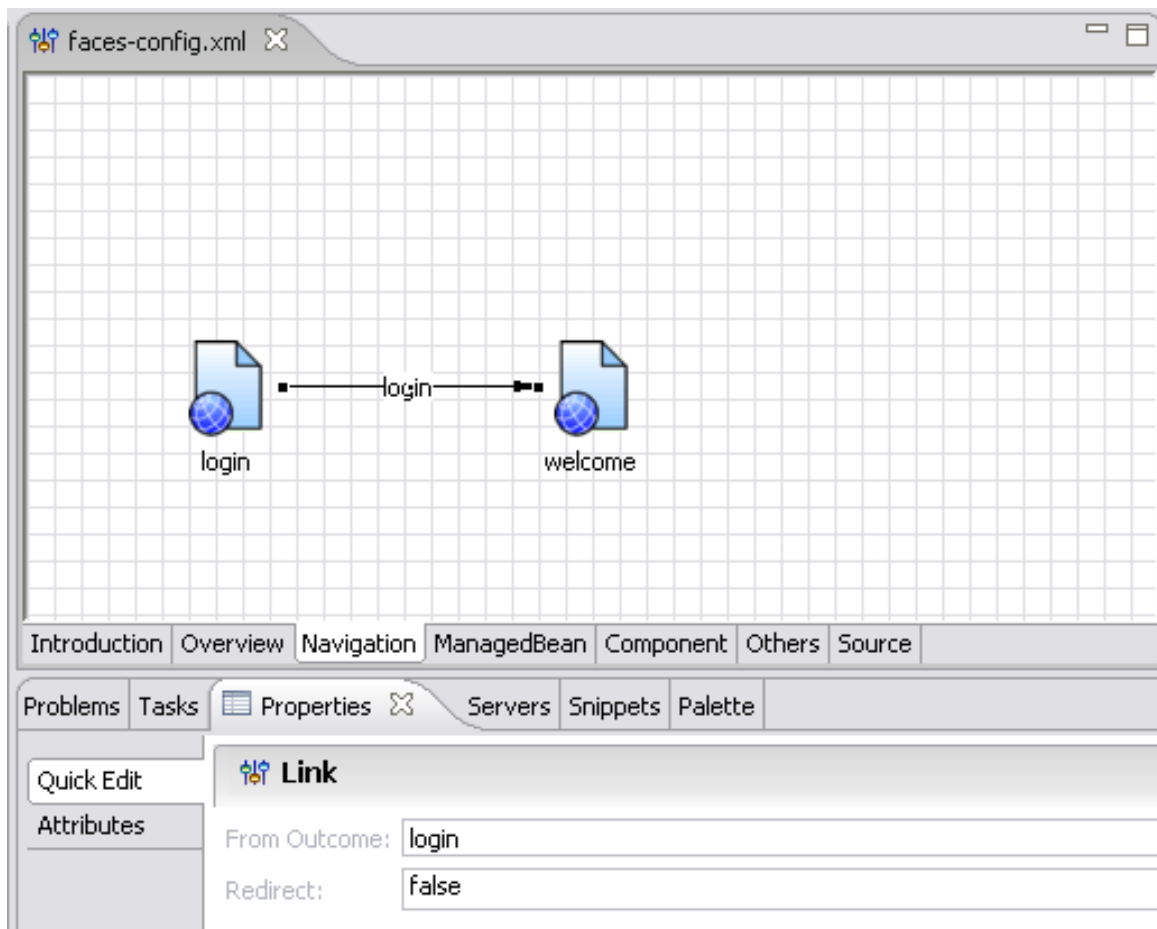 faces-config.xml
login
login welcome
Introduction Overview Navigation ManagedBean Component Others Source
Problems Tasks Properties Servers Snippets Palette
Quick Edit
Link
Attributes
From Outcome: login
Redirect: false